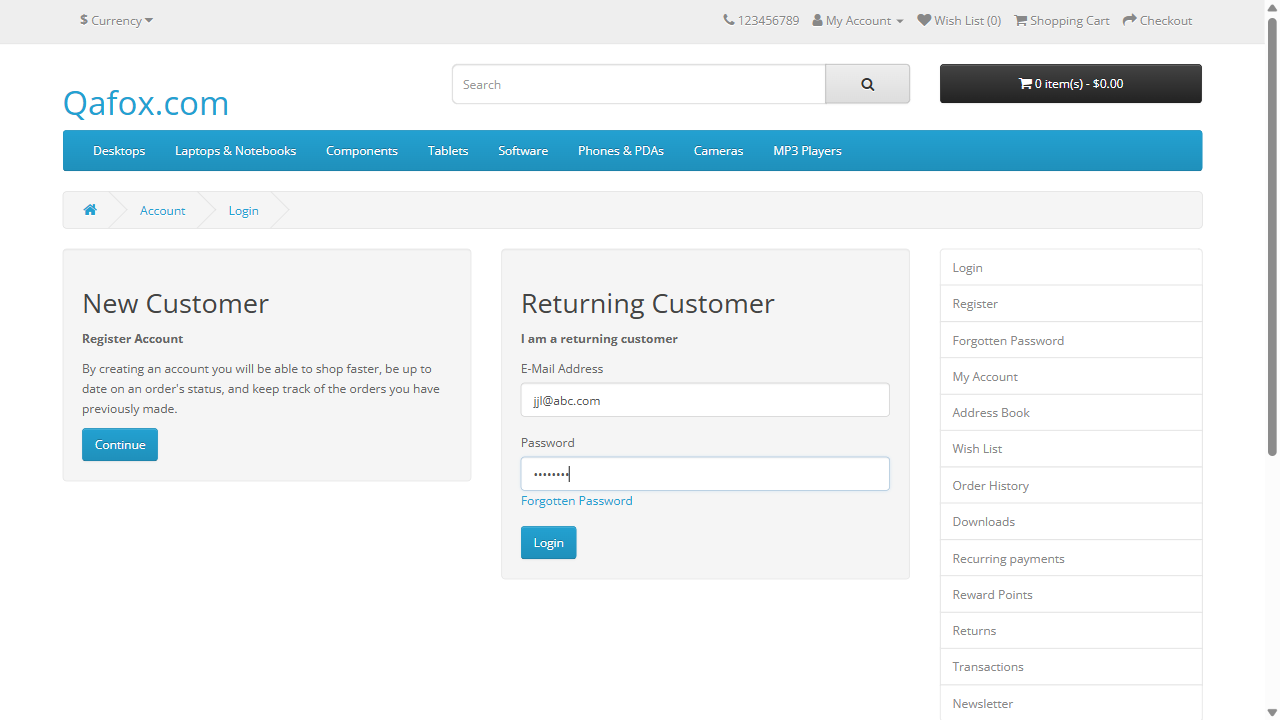 $ Currency
123456789 My Account Wish List (0) Shopping Cart Checkout
Qafox.com
Search
0 item(s) - $0.00
Desktops Laptops & Notebooks Components Tablets Software Phones & PDAs Cameras MP3 Players
Account Login
New Customer
Register Account
By creating an account you will be able to shop faster, be up to
date on an order's status, and keep track of the orders you have
previously made.
Continue
Returning Customer
I am a returning customer
E-Mail Address
jjl@abc.com
Password
••••••••
Forgotten Password
Login
Login
Register
Forgotten Password
My Account
Address Book
Wish List
Order History
Downloads
Recurring payments
Reward Points
Returns
Transactions
Newsletter